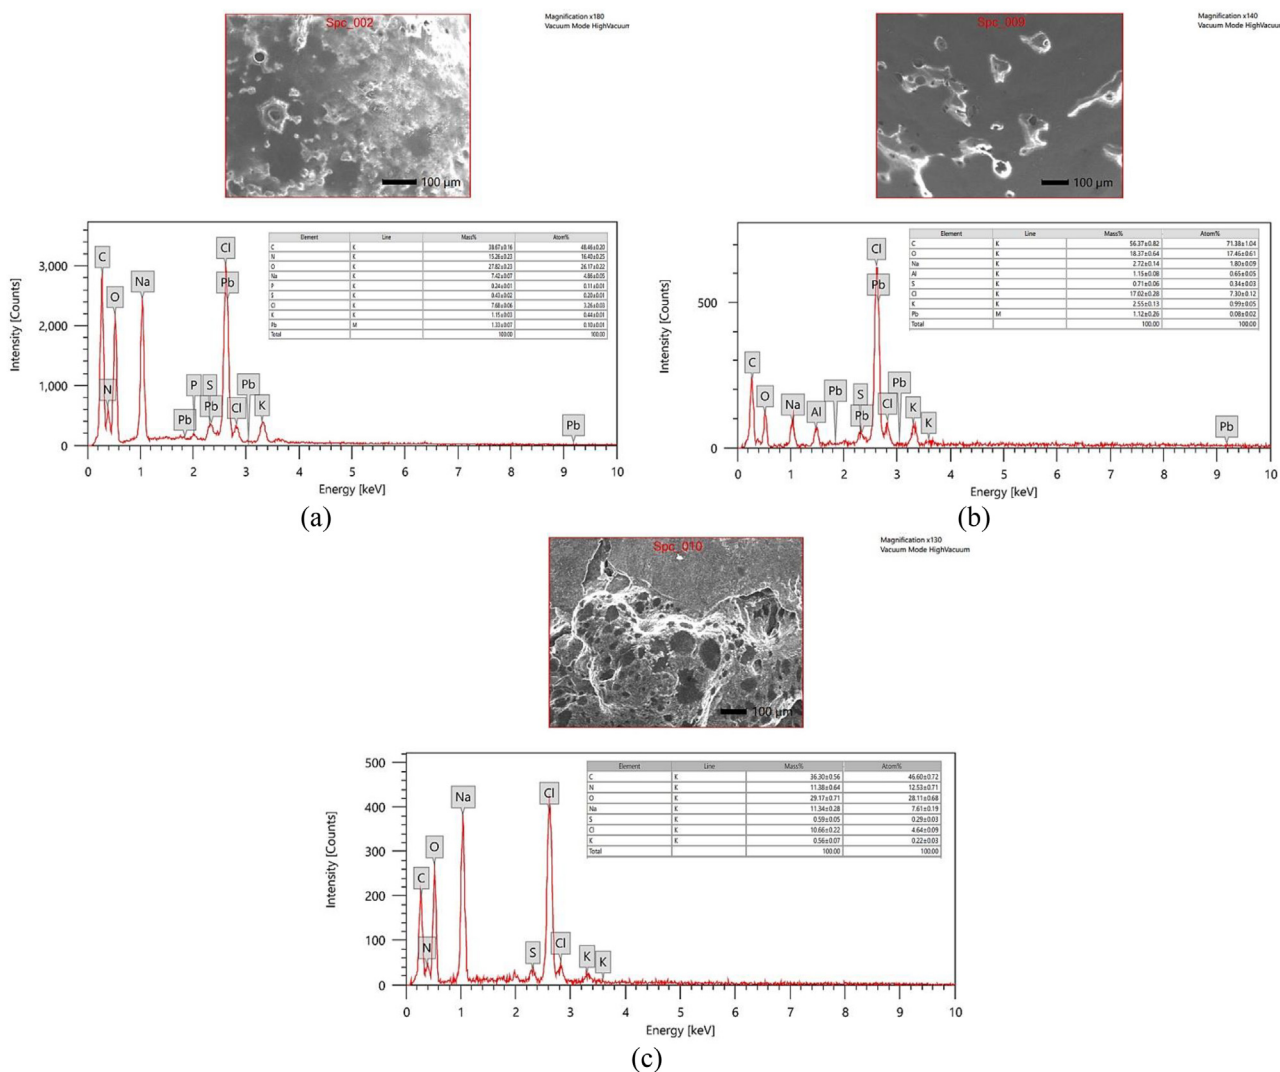 Spc_002
Magnification x180
Vacuum Mode HighVacuum
100 µm
Element Line Mass% Atom%
C K 38.67±0.16 48.46±0.20
N K 15.26±0.23 16.40±0.25
O K 27.82±0.23 26.17±0.22
Na K 7.42±0.07 4.86±0.05
P K 0.24±0.01 0.11±0.01
S K 0.43±0.02 0.20±0.01
Cl K 7.68±0.06 3.26±0.03
K K 1.15±0.03 0.44±0.01
Pb M 1.33±0.07 0.10±0.01
Total 100.00 100.00
Intensity [Counts]
3,000
2,000
1,000
0
C
N
O
Na
Pb
P
S
Pb
Cl
Pb
Cl
Pb
K
Pb
0 1 2 3 4 5 6 7 8 9 10
Energy [keV]
(a)
Spc_009
Magnification x140
Vacuum Mode HighVacuum
100 µm
Element Line Mass% Atom%
C K 56.37±0.82 71.38±1.04
O K 18.37±0.64 17.46±0.61
Na K 2.72±0.14 1.80±0.09
Al K 1.15±0.08 0.65±0.05
S K 0.71±0.06 0.34±0.03
Cl K 17.02±0.28 7.30±0.12
K K 2.55±0.13 0.99±0.05
Pb M 1.12±0.26 0.08±0.02
Total 100.00 100.00
Intensity [Counts]
500
0
C
O
Na
Al
Pb
S
Pb
Cl
Pb
Cl
Pb
K
K
Pb
0 1 2 3 4 5 6 7 8 9 10
Energy [keV]
(b)
Spc_010
Magnification x130
Vacuum Mode HighVacuum
100 µm
Element Line Mass% Atom%
C K 36.30±0.56 46.60±0.72
N K 11.38±0.64 12.53±0.71
O K 29.17±0.71 28.11±0.68
Na K 11.34±0.28 7.61±0.19
S K 0.59±0.05 0.29±0.03
Cl K 10.66±0.22 4.64±0.09
K K 0.56±0.07 0.22±0.03
Total 100.00 100.00
Intensity [Counts]
500
400
300
200
100
0
C
N
O
Na
S
Cl
Cl
K
K
0 1 2 3 4 5 6 7 8 9 10
Energy [keV]
(c)